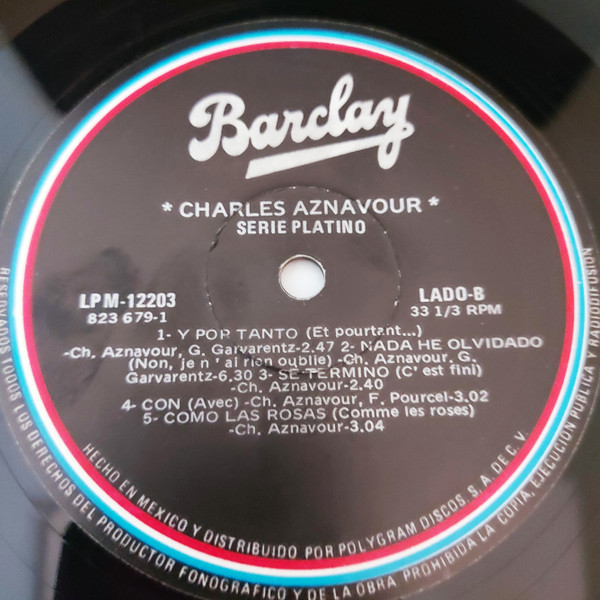 Barclay
* CHARLES AZNAVOUR *
SERIE PLATINO
LPM-12203
823 679-1
LADO-B
33 1/3 RPM
1- Y POR TANTO (Et pourtant...)
-Ch. Aznavour, G. Garvarentz-2.47 2- NADA HE OLVIDADO
(Non, je n' ai rien oublie) -Ch. Aznavour. G.
Garvarentz-6.30 3- SE TERMINO (C' est fini)
-Ch. Aznavour-2.40
4- CON (Avec) -Ch. Aznavour, F. Pourcel-3.02
5- COMO LAS ROSAS (Comme les roses)
-Ch. Aznavour-3.04
HECHO EN MEXICO Y DISTRIBUIDO POR POLYGRAM DISCOS, S.A. DE C.V.
RESERVADOS TODOS LOS DERECHOS DEL PRODUCTOR FONOGRAFICO Y DE LA OBRA PROHIBIDA LA COPIA, EJECUCION PUBLICA Y RADIODIFUSION